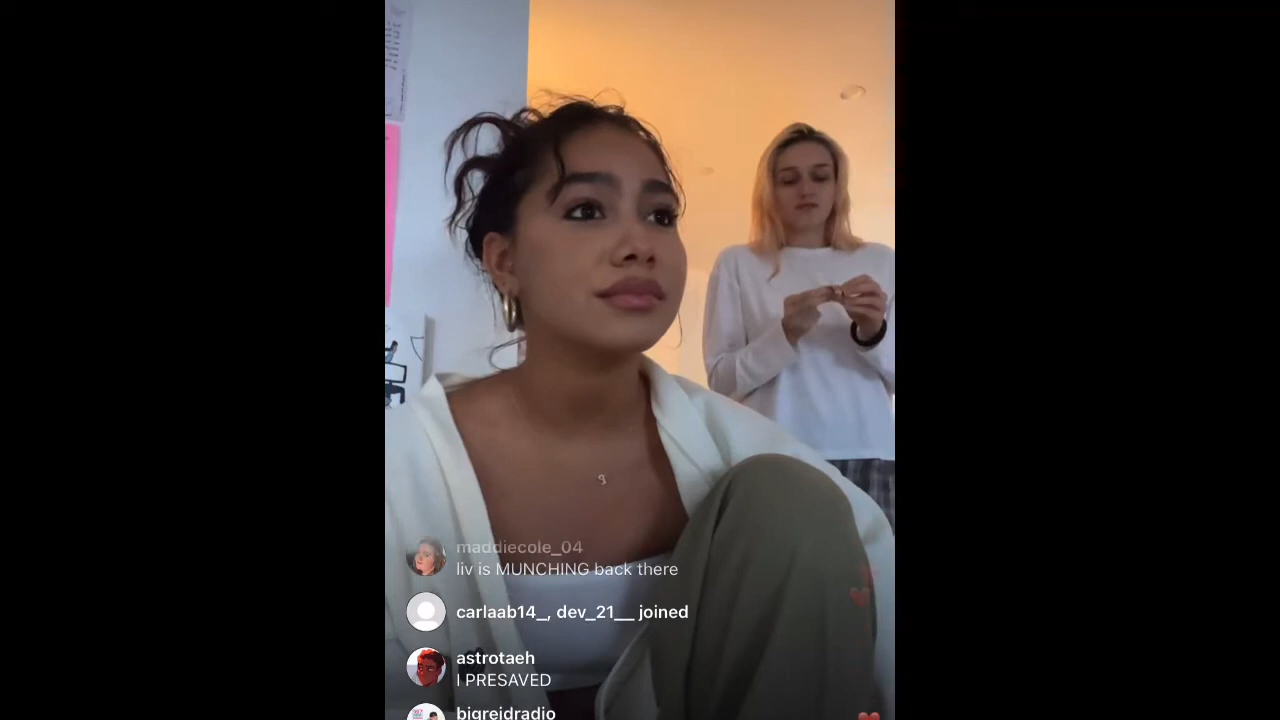 maddiecole_04
liv is MUNCHING back there
carlaab14_, dev_21__ joined
astrotaeh
I PRESAVED
bigreidradio